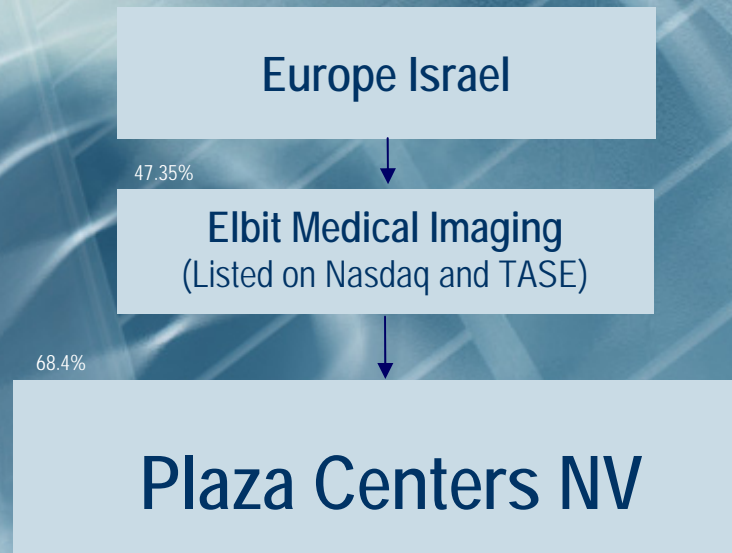 Europe Israel
47.35%
Elbit Medical Imaging
(Listed on Nasdaq and TASE)
68.4%
Plaza Centers NV